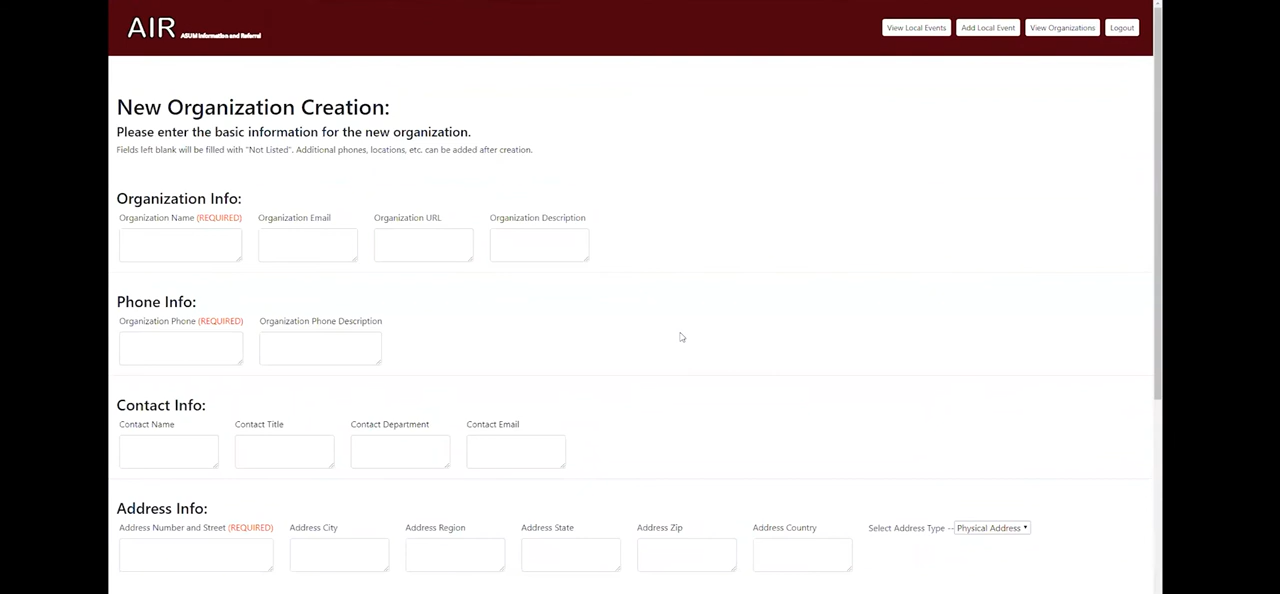 AIR ASUM Information and Referral
View Local Events Add Local Event View Organizations Logout
New Organization Creation:
Please enter the basic information for the new organization.
Fields left blank will be filled with "Not Listed". Additional phones, locations, etc. can be added after creation.
Organization Info:
Organization Name (REQUIRED) Organization Email Organization URL Organization Description
Phone Info:
Organization Phone (REQUIRED) Organization Phone Description
Contact Info:
Contact Name Contact Title Contact Department Contact Email
Address Info:
Address Number and Street (REQUIRED) Address City Address Region Address State Address Zip Address Country Select Address Type -- Physical Address